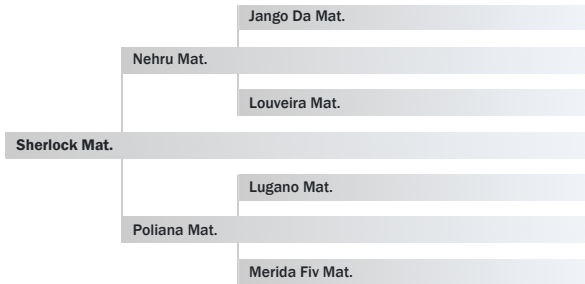 Jango Da Mat.
Nehru Mat.
Louveira Mat.
Sherlock Mat.
Lugano Mat.
Poliana Mat.
Merida Fiv Mat.